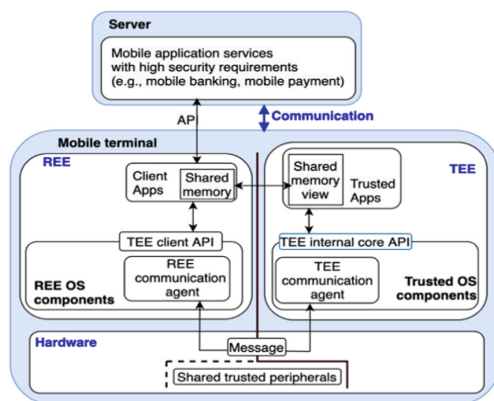 Server
Mobile application services
with high security requirements
(e.g., mobile banking, mobile payment)
API
Communication
Mobile terminal
REE
TEE
Client
Apps
Shared
memory
Shared
memory
view
Trusted
Apps
TEE client API
TEE internal core API
REE OS
components
REE
communication
agent
TEE
communication
agent
Trusted OS
components
Hardware
Message
Shared trusted peripherals